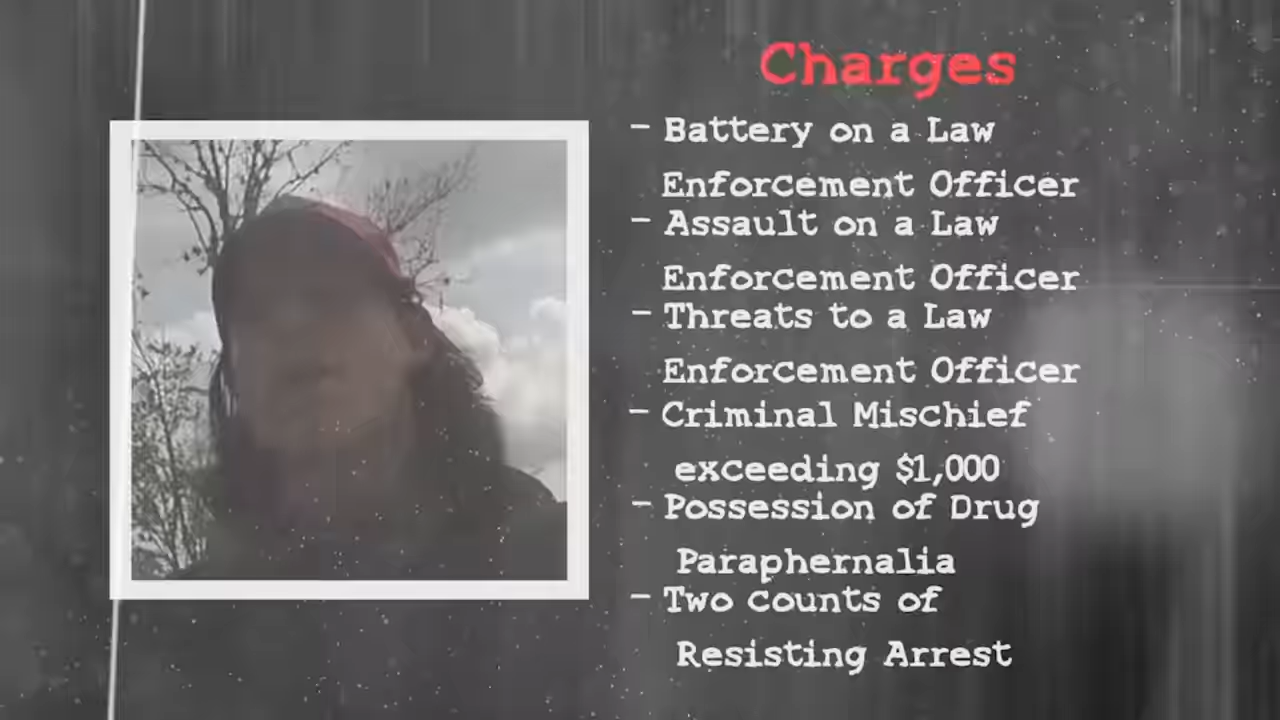 Charges
- Battery on a Law
Enforcement Officer
- Assault on a Law
Enforcement Officer
- Threats to a Law
Enforcement Officer
- Criminal Mischief
exceeding $1,000
- Possession of Drug
Paraphernalia
- Two counts of
Resisting Arrest